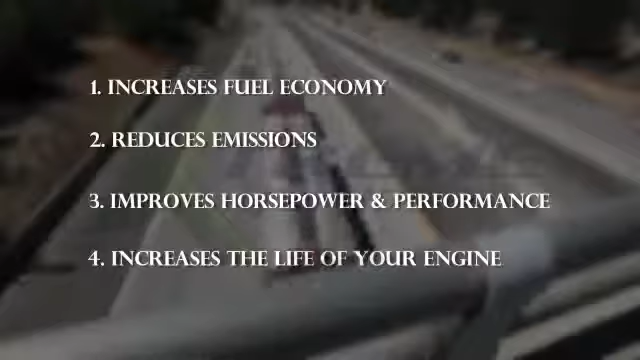 1. INCREASES FUEL ECONOMY
2. REDUCES EMISSIONS
3. IMPROVES HORSEPOWER & PERFORMANCE
4. INCREASES THE LIFE OF YOUR ENGINE